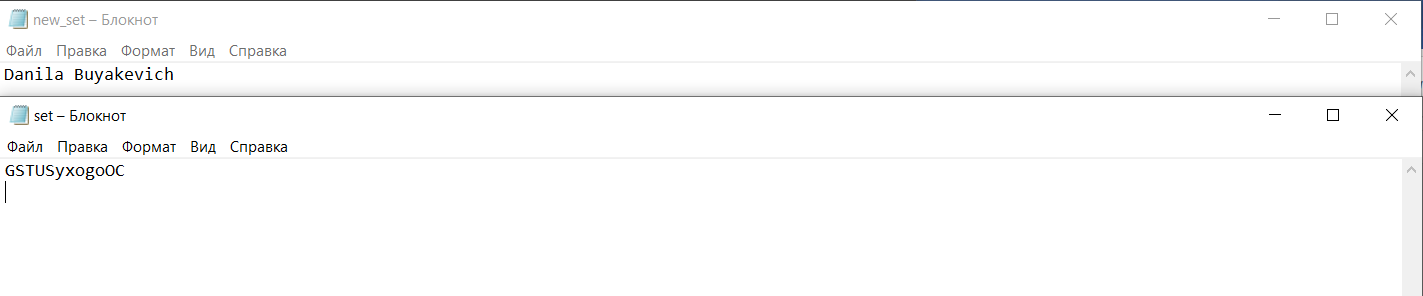 new_set – Блокнот
Файл Правка Формат Вид Справка
Danila Buyakevich
set – Блокнот
Файл Правка Формат Вид Справка
GSTUSyxogoOC